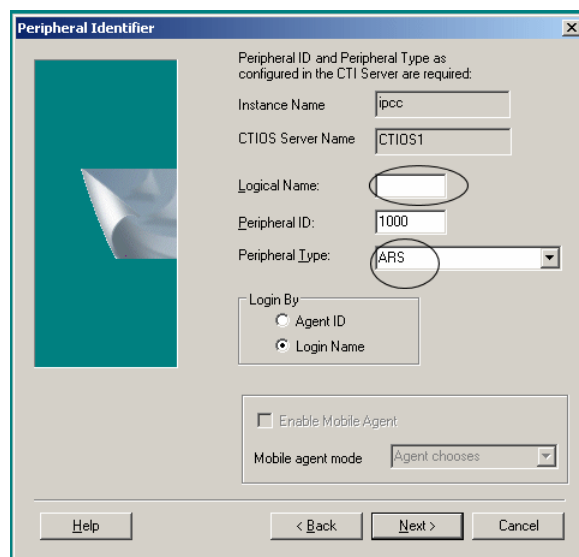 Peripheral Identifier
Peripheral ID and Peripheral Type as
configured in the CTI Server are required:
Instance Name ipcc
CTIOS Server Name CTIOS1
Logical Name:
Peripheral ID: 1000
Peripheral Type: ARS
Login By
Agent ID
Login Name
Enable Mobile Agent
Mobile agent mode Agent chooses
Help < Back Next > Cancel